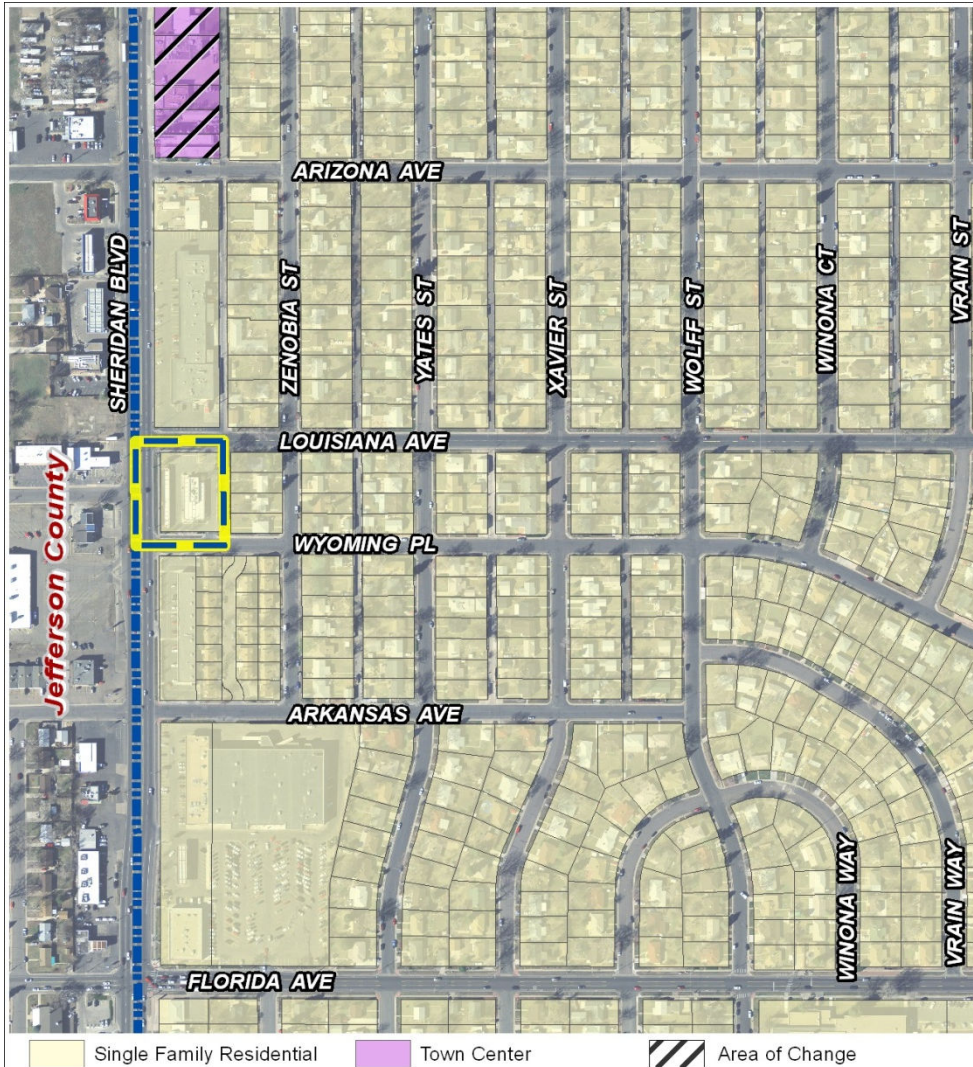 ARIZONA AVE
SHERIDAN BLVD
ZENOBIA ST
YATES ST
XAVIER ST
WOLFF ST
WINONA CT
VRAIN ST
LOUISIANA AVE
Jefferson County
WYOMING PL
ARKANSAS AVE
WINONA WAY
VRAIN WAY
FLORIDA AVE
Single Family Residential
Town Center
Area of Change